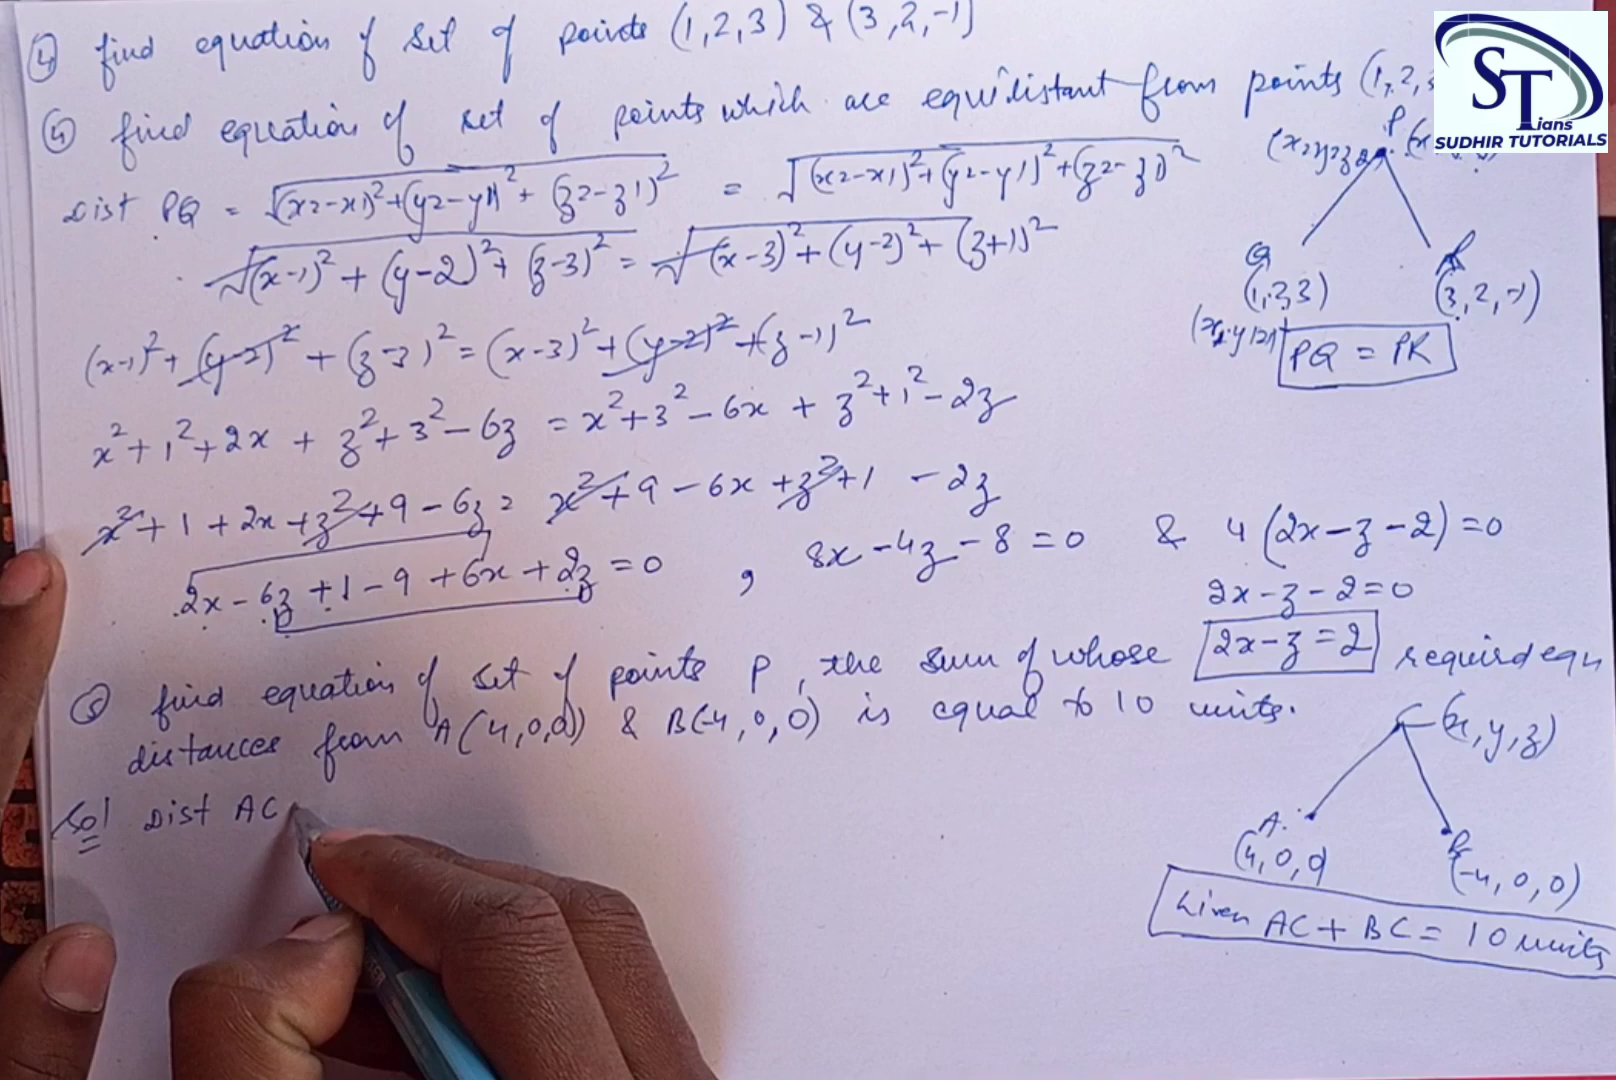 ④ find equation of set of points (1,2,3) & (3,2,-1)
④ find equation of set of points which are equidistant from points (1,2,3
Dist PQ = √(x2-x1)²+(y2-y1)²+(z2-z1)² = √(x2-x1)²+(y2-y1)²+(z2-z1)²
√(x-1)²+(y-2)²+(z-3)² = √(x-3)²+(y-2)²+(z+1)²
(x-1)²+(y-2)²+(z-3)²=(x-3)²+(y-2)²+(z-1)²
x²+1²+2x+z²+3²-6z = x²+3²-6x+z²+1²-2z
x²+1+2x+z²+9-6z = x²+9-6x+z²+1-2z
2x-6z+1-9+6x+2z=0 , 8x-4z-8=0 & 4(2x-z-2)=0
2x-z-2=0
2x-z=2 required eqn
P
(x2y2z2)
Q
(1,2,3)
(x1y1z1)
R
(3,2,-1)
PQ = PR
⑤ find equation of set of points P, the sum of whose
distances from A(4,0,0) & B(-4,0,0) is equal to 10 units.
Sol Dist AC
C (x,y,z)
A
(4,0,0)
B
(-4,0,0)
Given AC+BC=10 units
ST
ians
SUDHIR TUTORIALS